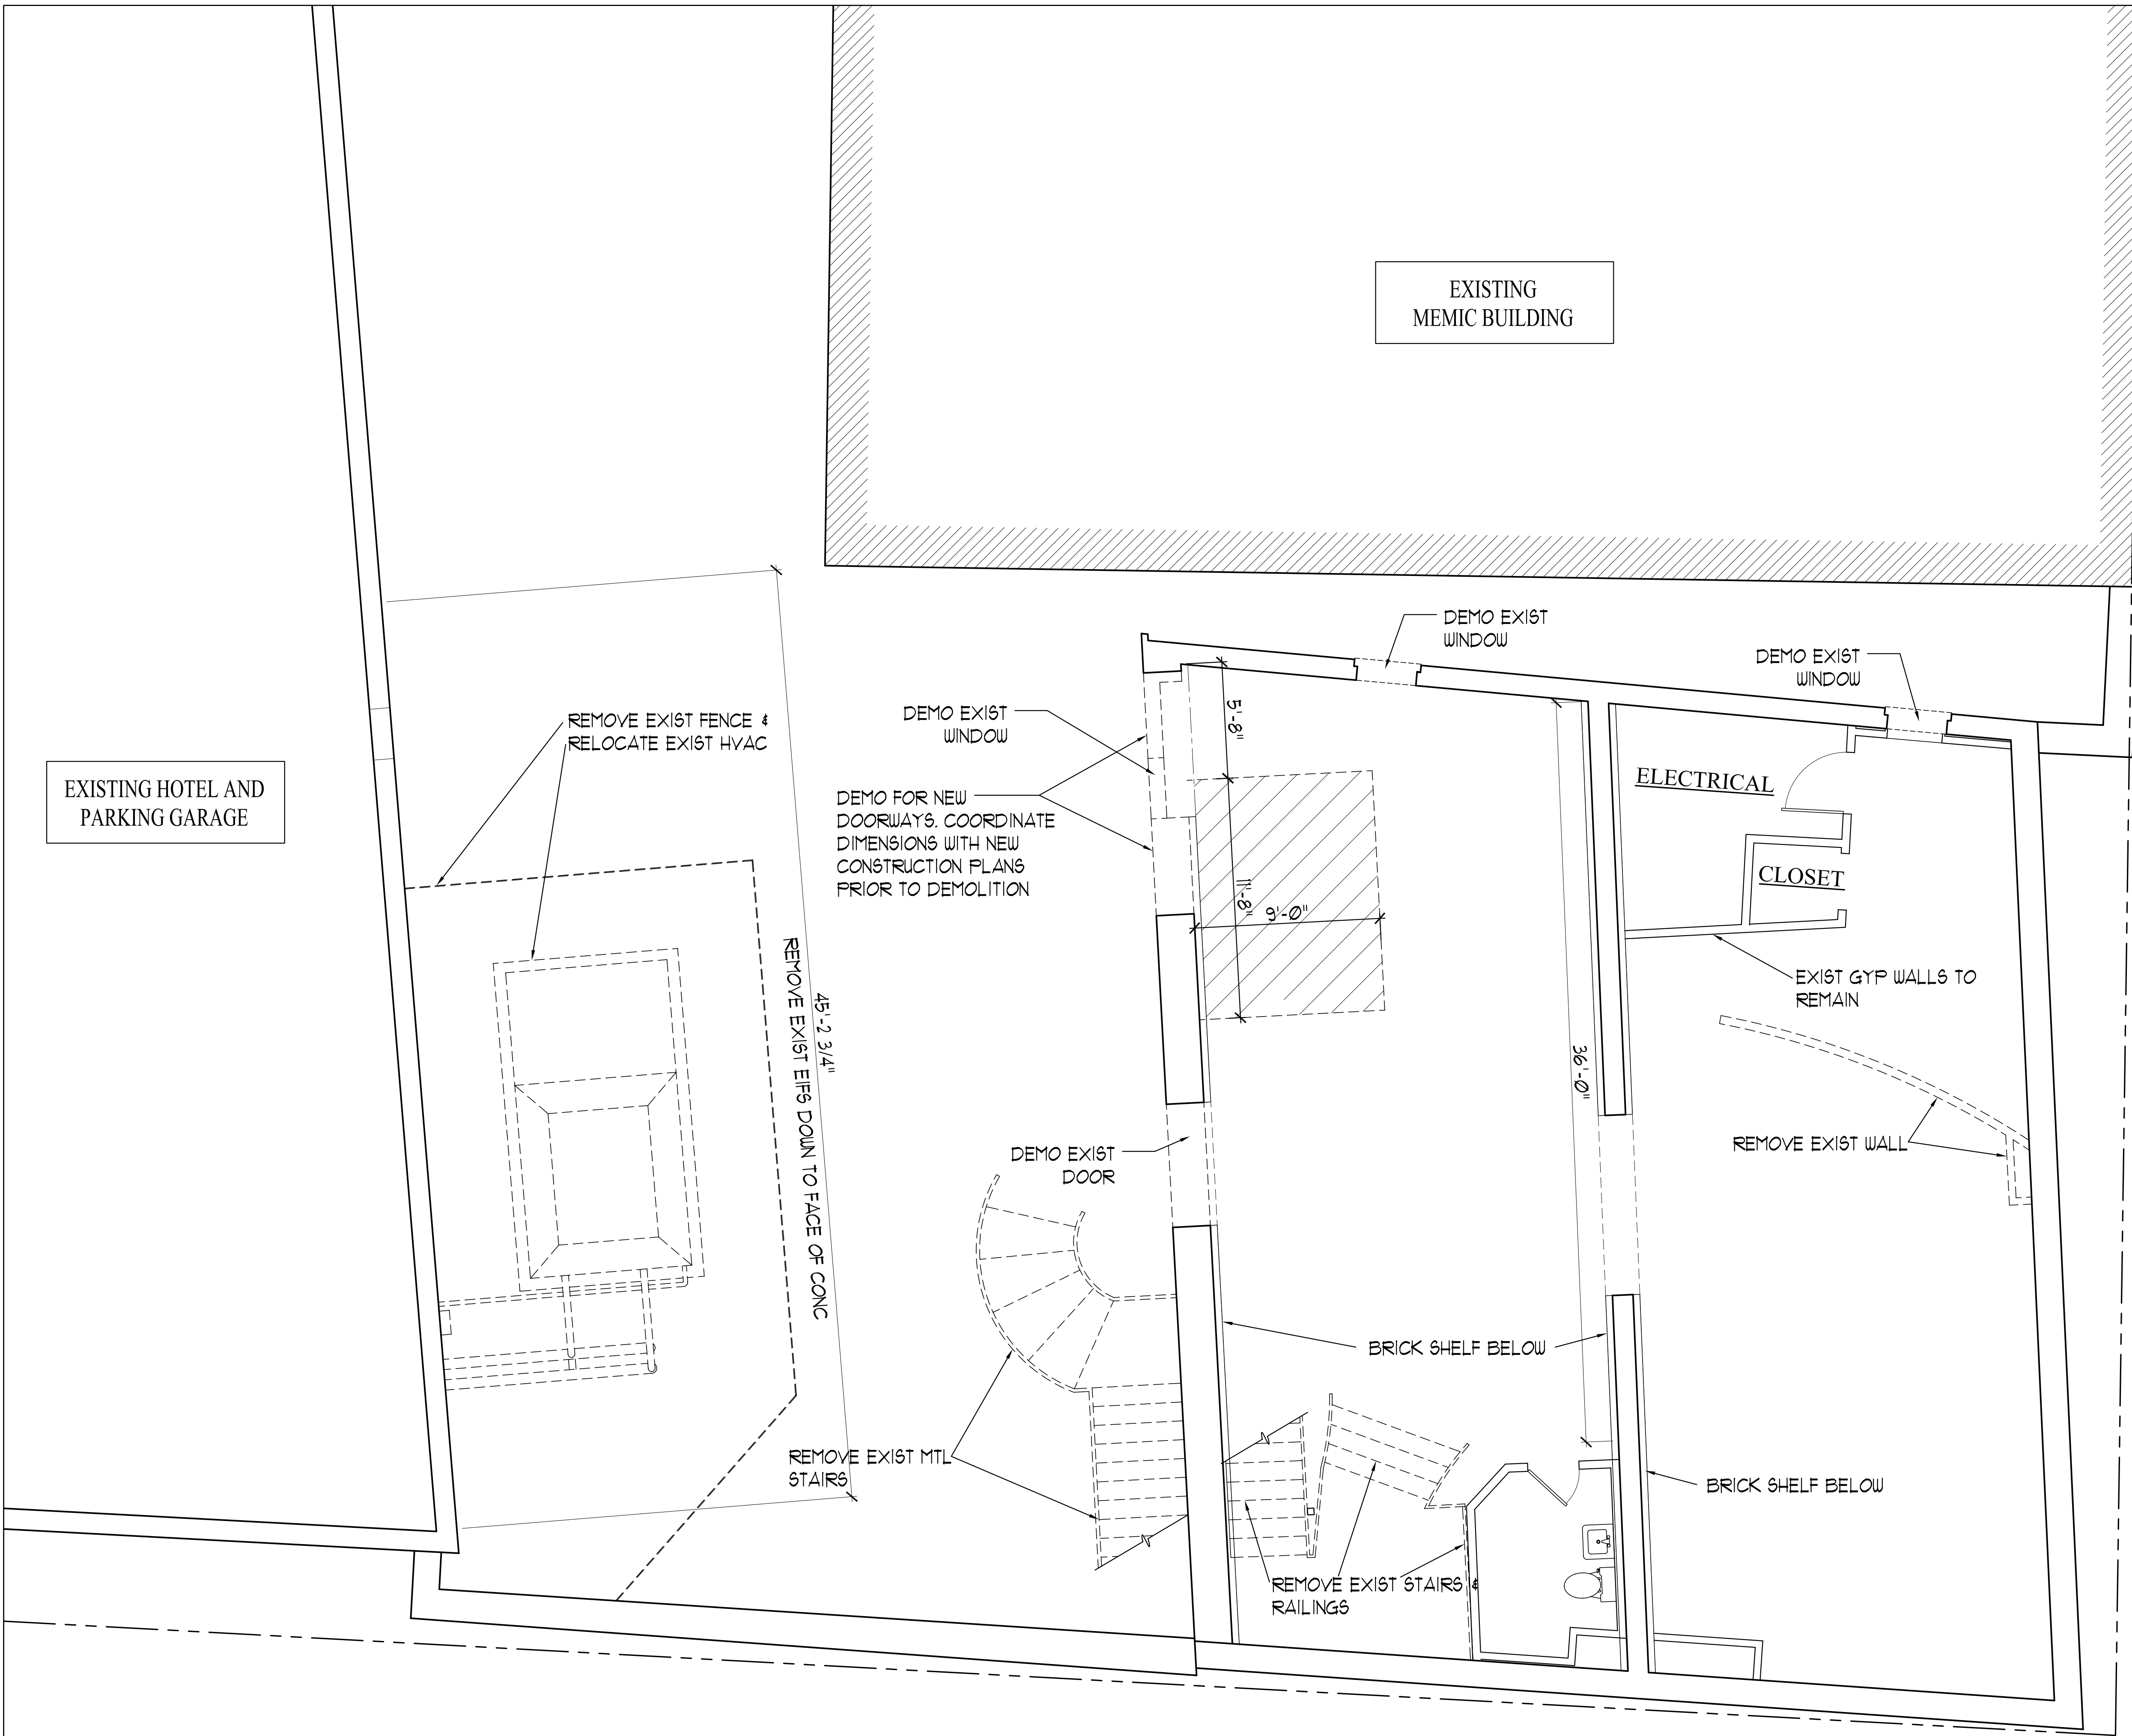 EXISTING
MEMIC BUILDING
DEMO EXIST
WINDOW
DEMO EXIST
WINDOW
REMOVE EXIST FENCE &
RELOCATE EXIST HVAC
DEMO EXIST
WINDOW
5'-8"
EXISTING HOTEL AND
PARKING GARAGE
DEMO FOR NEW
DOORWAYS. COORDINATE
DIMENSIONS WITH NEW
CONSTRUCTION PLANS
PRIOR TO DEMOLITION
ELECTRICAL
CLOSET
11'-8"
9'-0"
EXIST GYP WALLS TO
REMAIN
45'-2 3/4"
REMOVE EXIST EIFS DOWN TO FACE OF CONC
36'-0"
REMOVE EXIST WALL
DEMO EXIST
DOOR
BRICK SHELF BELOW
REMOVE EXIST MTL
STAIRS
BRICK SHELF BELOW
REMOVE EXIST STAIRS &
RAILINGS